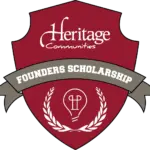 Heritage
Communities
FOUNDERS SCHOLARSHIP